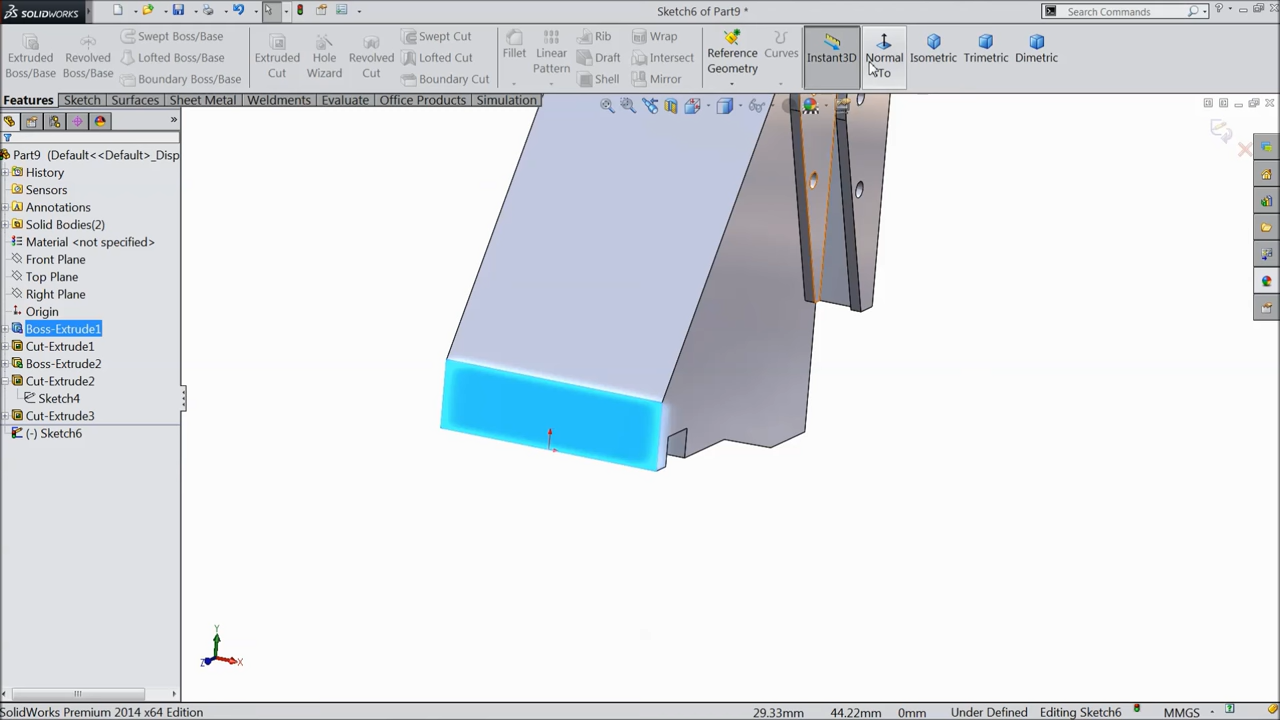 SOLIDWORKS
Sketch6 of Part9 *
Search Commands
Extruded Boss/Base
Revolved Boss/Base
Swept Boss/Base
Lofted Boss/Base
Boundary Boss/Base
Extruded Cut
Hole Wizard
Revolved Cut
Swept Cut
Lofted Cut
Boundary Cut
Fillet
Linear Pattern
Rib
Draft
Shell
Wrap
Intersect
Mirror
Reference Geometry
Curves
Instant3D
Normal To
Isometric
Trimetric
Dimetric
Features
Sketch
Surfaces
Sheet Metal
Weldments
Evaluate
Office Products
Simulation
Part9 (Default<<Default>_Disp
History
Sensors
Annotations
Solid Bodies(2)
Material <not specified>
Front Plane
Top Plane
Right Plane
Origin
Boss-Extrude1
Cut-Extrude1
Boss-Extrude2
Cut-Extrude2
Sketch4
Cut-Extrude3
(-) Sketch6
Y
Z
X
SolidWorks Premium 2014 x64 Edition
29.33mm
44.22mm
0mm
Under Defined
Editing Sketch6
MMGS